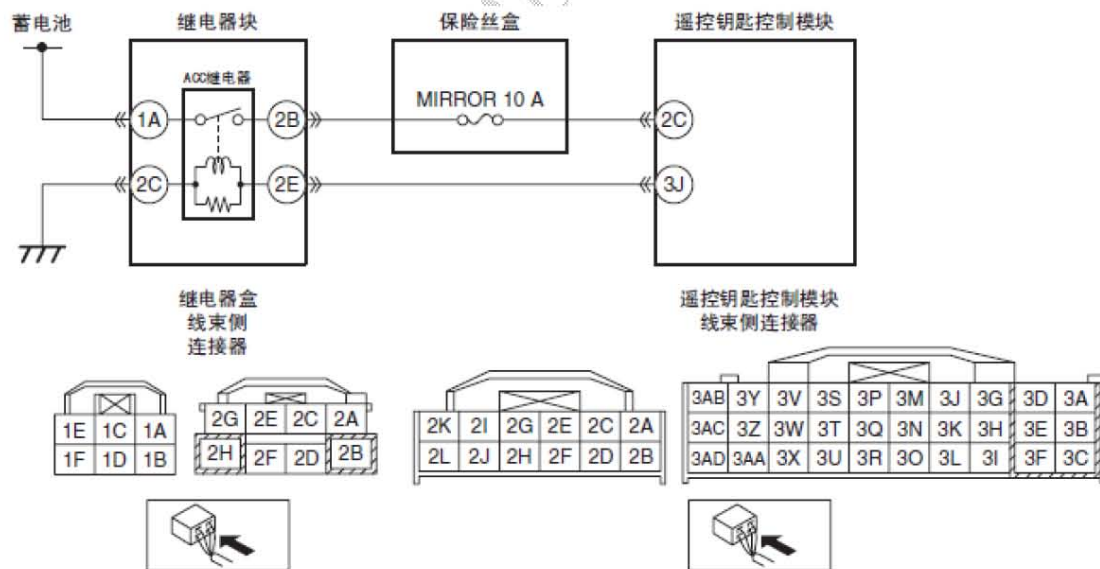 蓄电池
继电器块
保险丝盒
遥控钥匙控制模块
ACC继电器
MIRROR 10 A
1A
2B
2C
2C
2E
3J
继电器盒
线束侧
连接器
遥控钥匙控制模块
线束侧连接器
1E 1C 1A
1F 1D 1B
2G 2E 2C 2A
2H 2F 2D 2B
2K 2I 2G 2E 2C 2A
2L 2J 2H 2F 2D 2B
3AB 3Y 3V 3S 3P 3M 3J 3G 3D 3A
3AC 3Z 3W 3T 3Q 3N 3K 3H 3E 3B
3AD 3AA 3X 3U 3R 3O 3L 3I 3F 3C